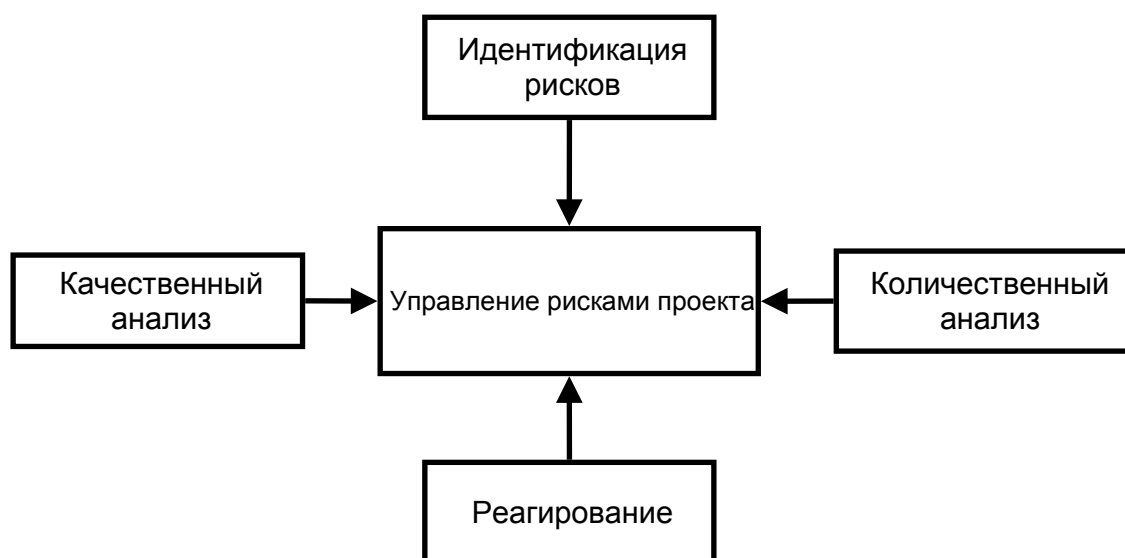 Идентификация
рисков
Качественный
анализ
Управление рисками проекта
Количественный
анализ
Реагирование